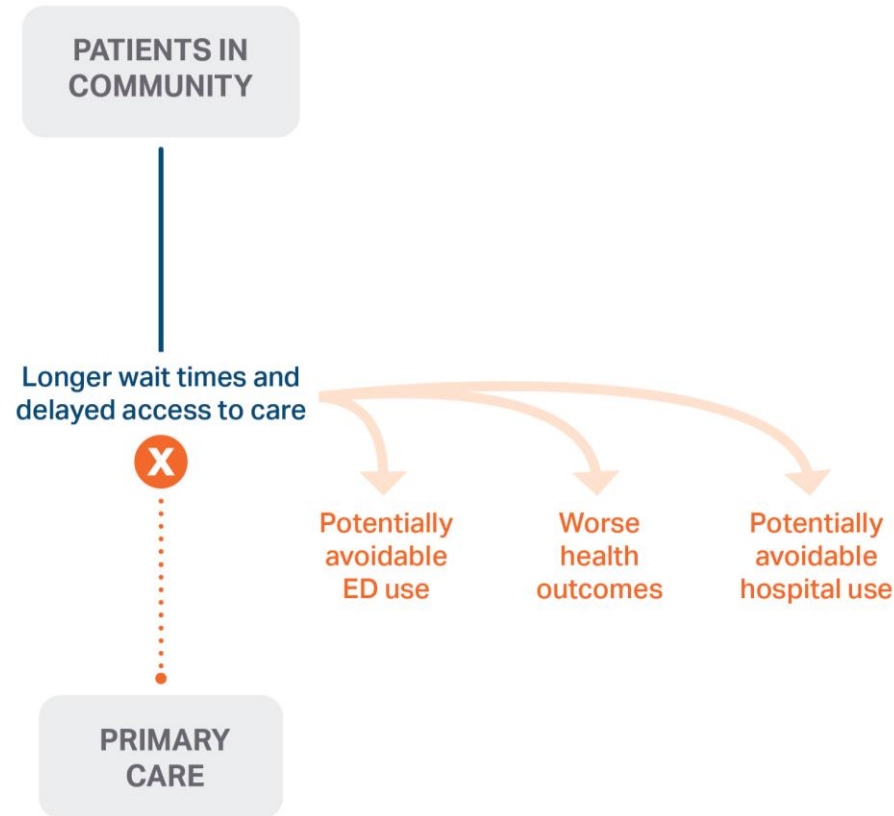 PATIENTS IN
COMMUNITY
Longer wait times and
delayed access to care
X
Potentially
avoidable
ED use
Worse
health
outcomes
Potentially
avoidable
hospital use
PRIMARY
CARE